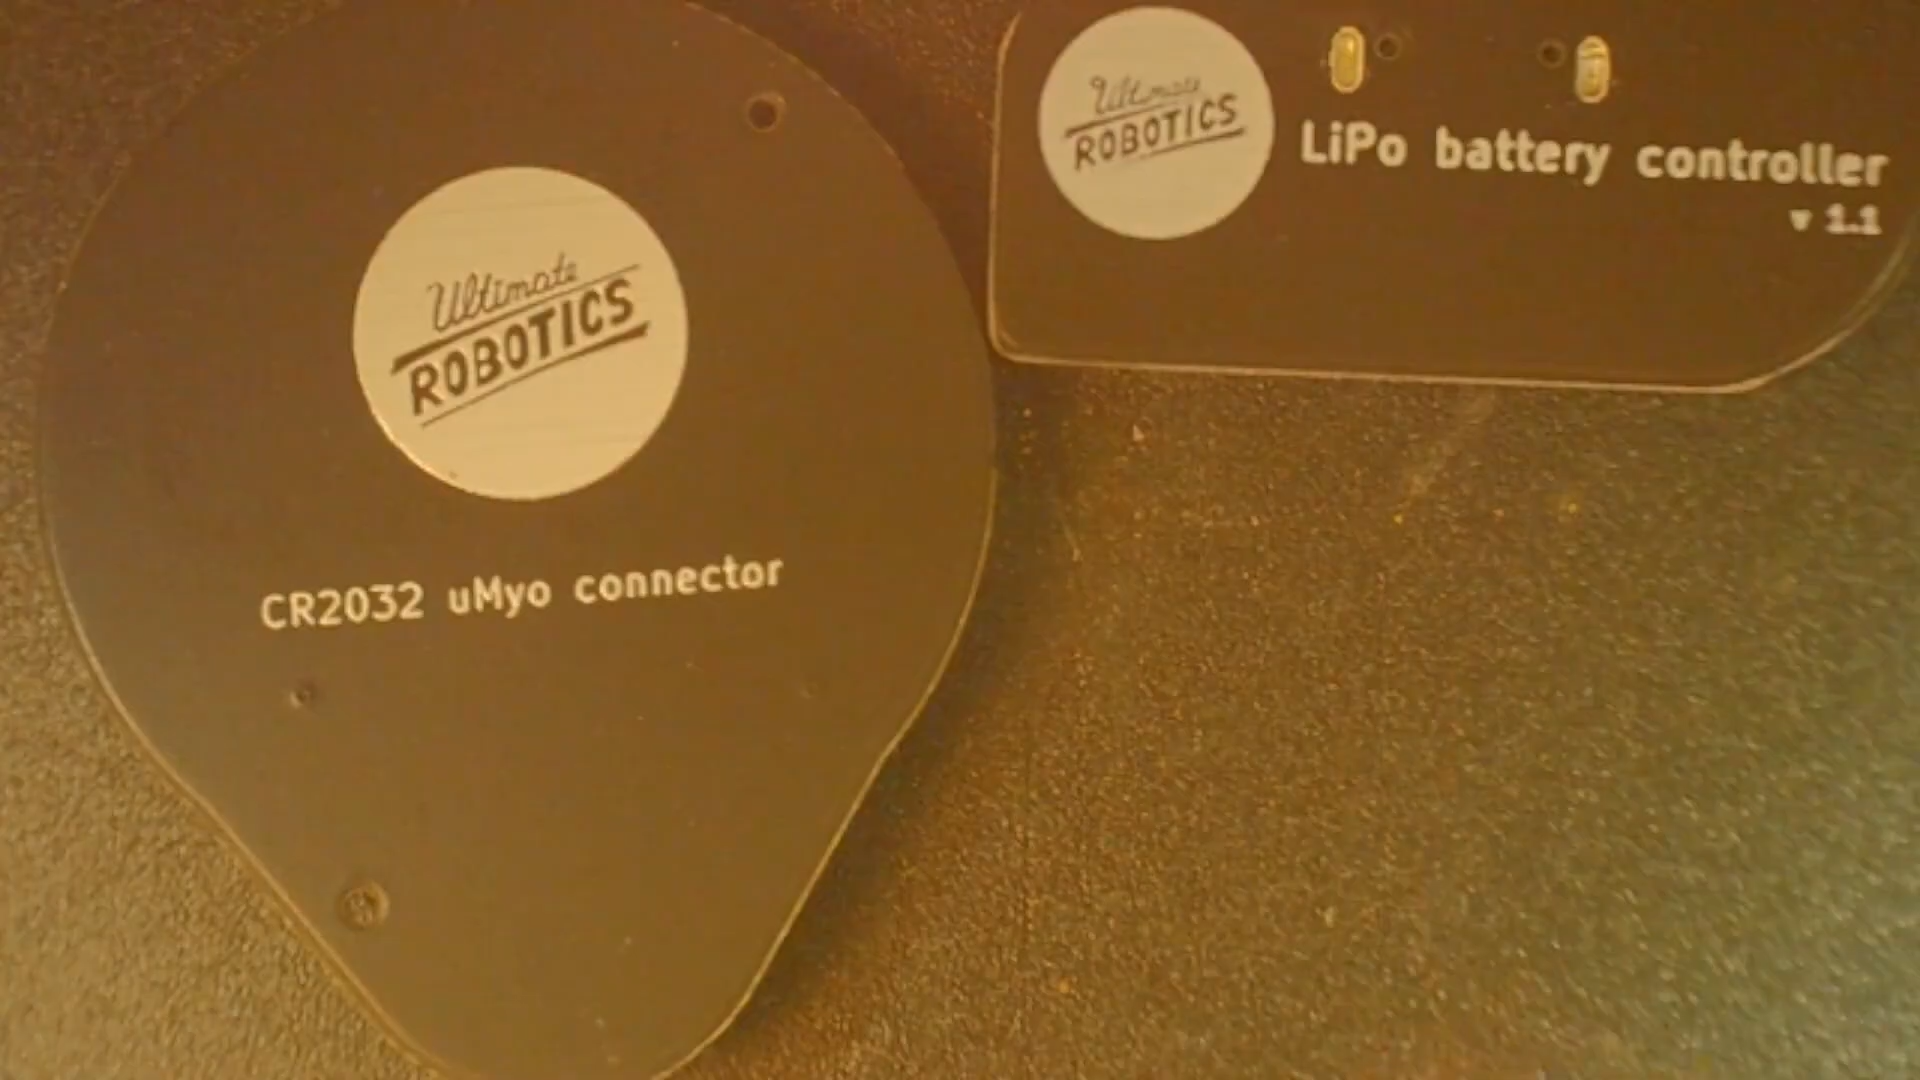 Ultimate
ROBOTICS
CR2032 uMyo connector
Ultimate
ROBOTICS
LiPo battery controller
v 1.1